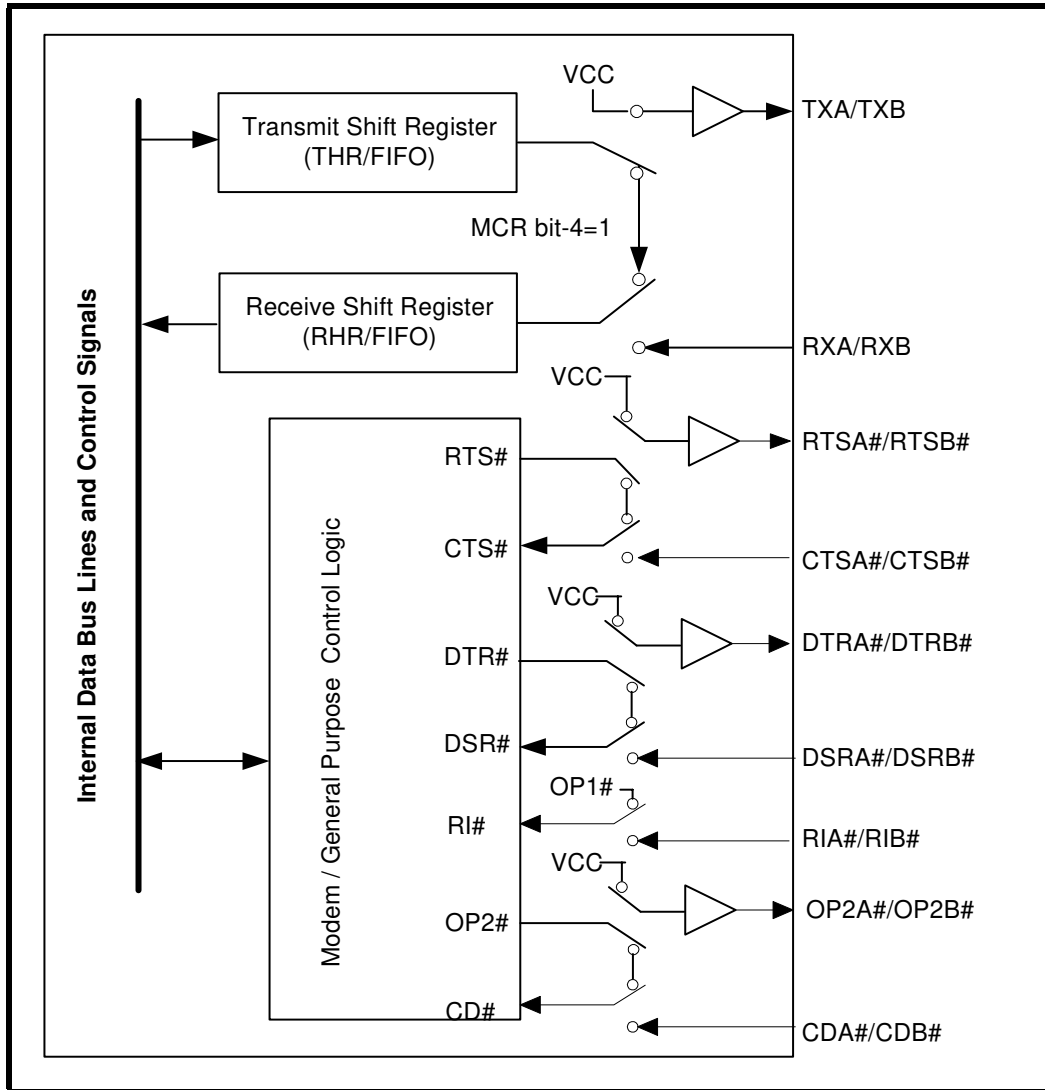 VCC
TXA/TXB
Transmit Shift Register
(THR/FIFO)
MCR bit-4=1
Receive Shift Register
(RHR/FIFO)
RXA/RXB
VCC
RTSA#/RTSB#
RTS#
CTS#
CTSA#/CTSB#
VCC
DTRA#/DTRB#
DTR#
DSR#
DSRA#/DSRB#
OP1#
RI#
RIA#/RIB#
VCC
OP2A#/OP2B#
OP2#
CD#
CDA#/CDB#
Internal Data Bus Lines and Control Signals
Modem / General Purpose Control Logic